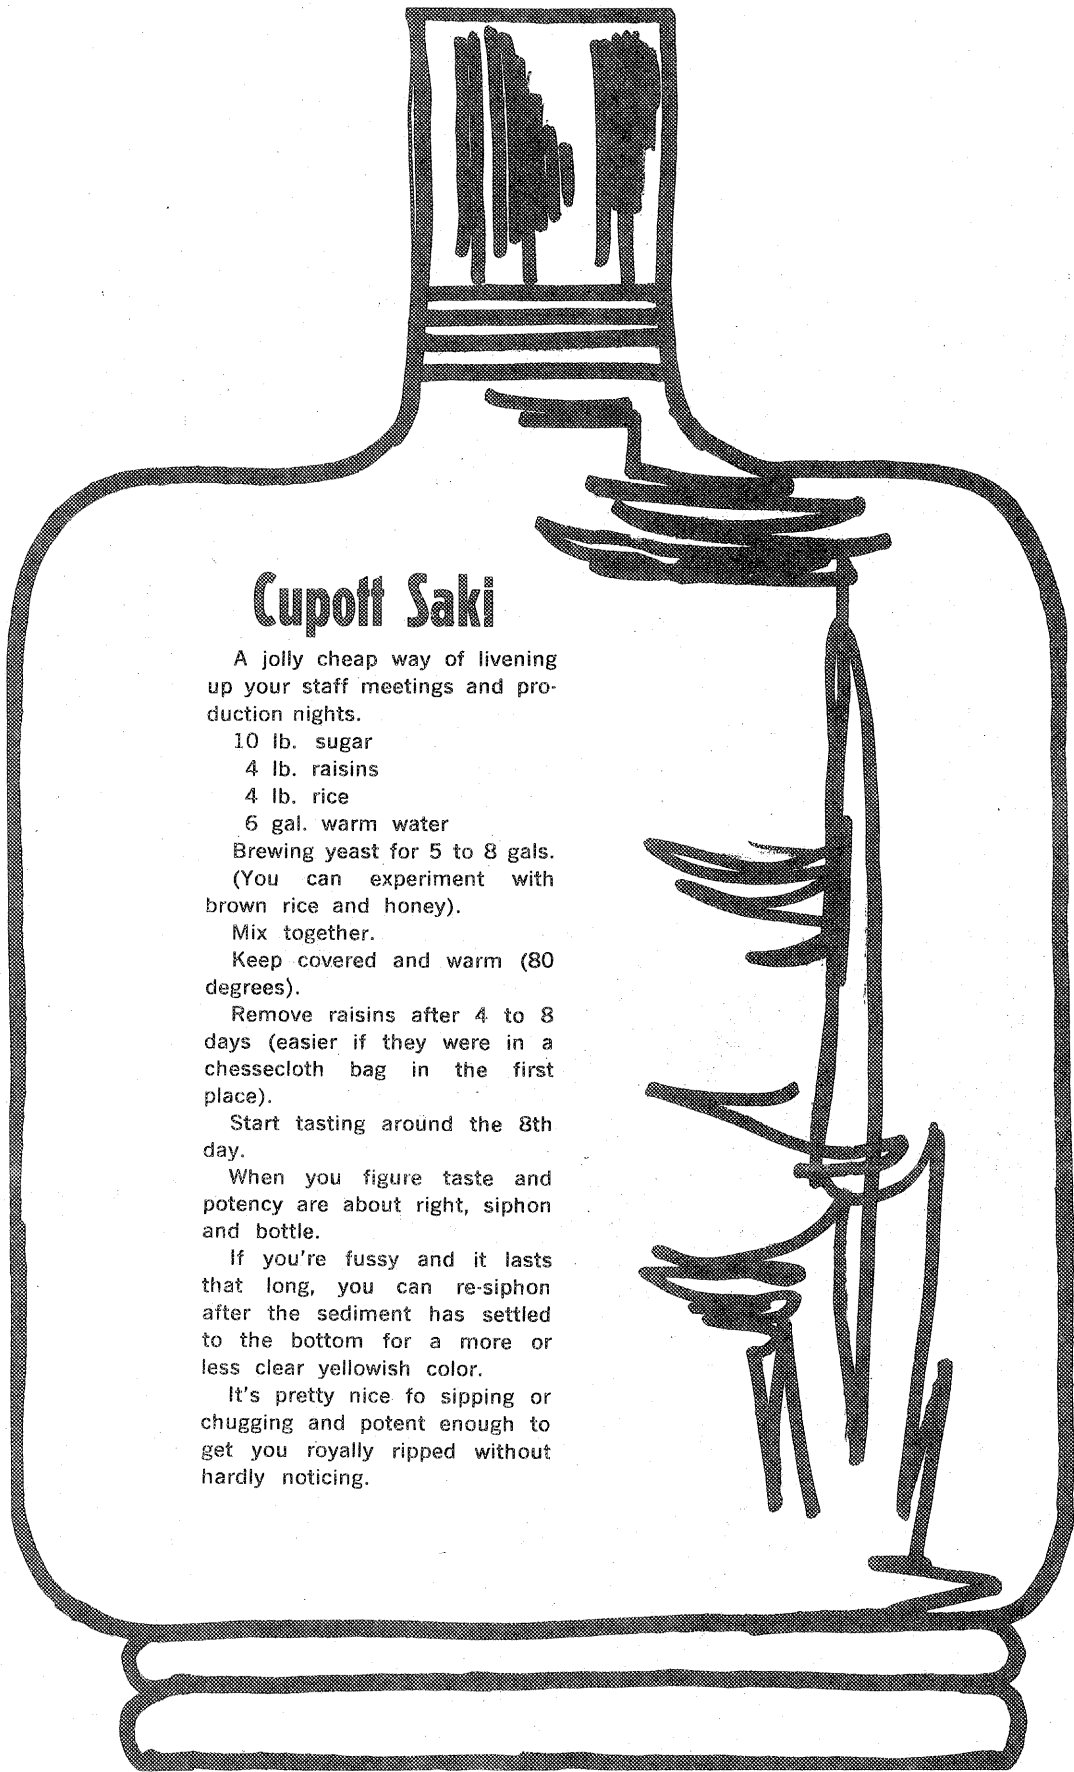 Cupott Saki
A jolly cheap way of livening
up your staff meetings and pro-
duction nights.
10 lb. sugar
4 lb. raisins
4 lb. rice
6 gal. warm water
Brewing yeast for 5 to 8 gals.
(You can experiment with
brown rice and honey).
Mix together.
Keep covered and warm (80
degrees).
Remove raisins after 4 to 8
days (easier if they were in a
chessecloth bag in the first
place).
Start tasting around the 8th
day.
When you figure taste and
potency are about right, siphon
and bottle.
If you're fussy and it lasts
that long, you can re-siphon
after the sediment has settled
to the bottom for a more or
less clear yellowish color.
It's pretty nice fo sipping or
chugging and potent enough to
get you royally ripped without
hardly noticing.